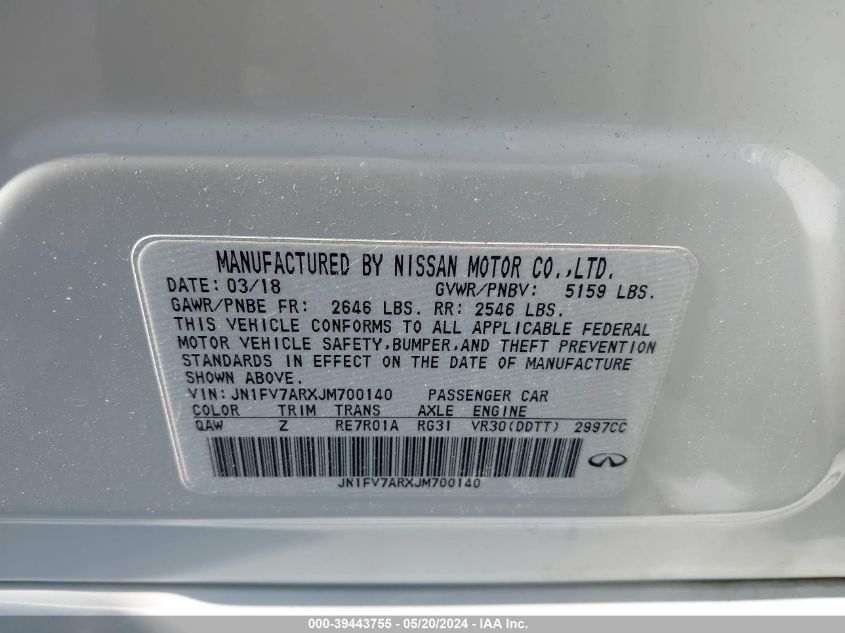 MANUFACTURED BY NISSAN MOTOR CO.,LTD.
DATE: 03/18 GVWR/PNBV: 5159 LBS.
GAWR/PNBE FR: 2646 LBS. RR: 2546 LBS.
THIS VEHICLE CONFORMS TO ALL APPLICABLE FEDERAL
MOTOR VEHICLE SAFETY,BUMPER,AND THEFT PREVENTION
STANDARDS IN EFFECT ON THE DATE OF MANUFACTURE
SHOWN ABOVE.
VIN: JN1FV7ARXJM700140 PASSENGER CAR
COLOR TRIM TRANS AXLE ENGINE
QAW Z RE7R01A RG31 VR30(DDTT) 2997CC
JN1FV7ARXJM700140
000-39443755 - 05/20/2024 - IAA Inc.